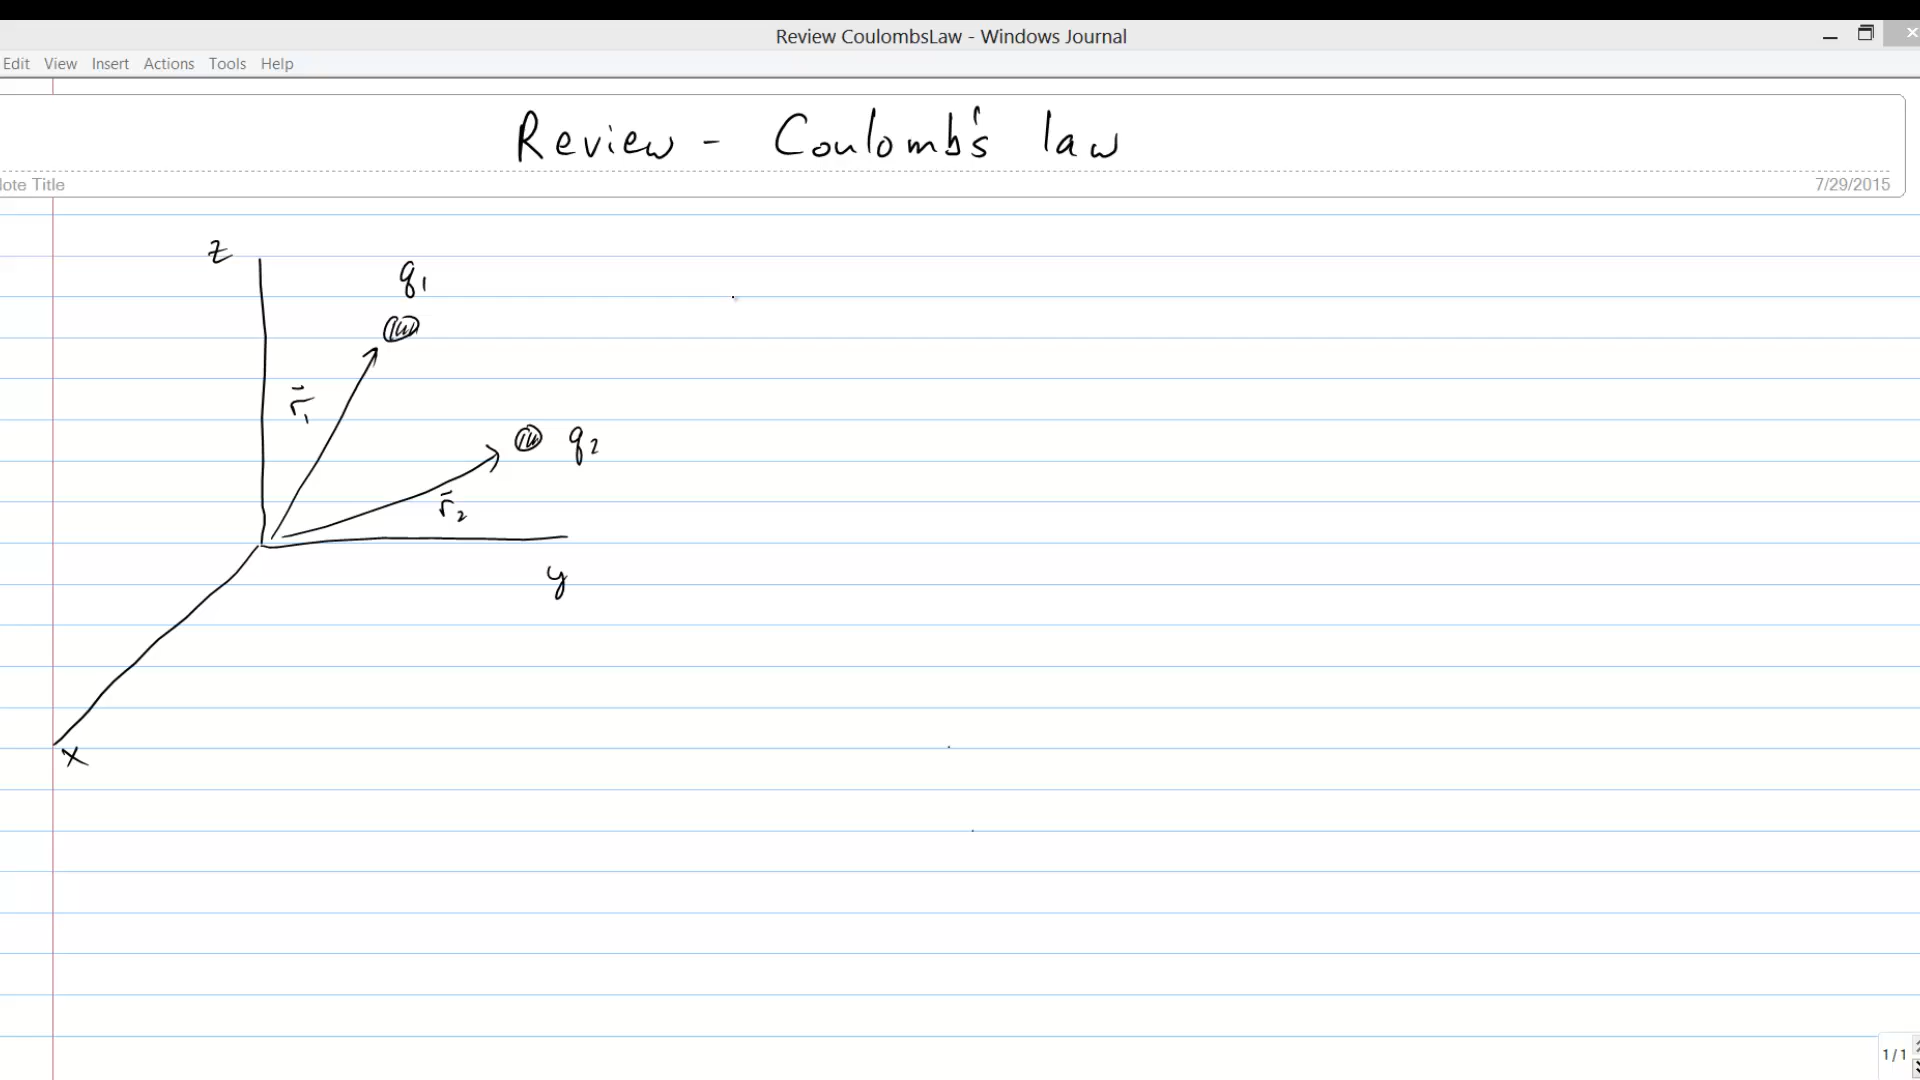 Review CoulombsLaw - Windows Journal
Edit View Insert Actions Tools Help
Review - Coulomb's law
ote Title
7/29/2015
z
q1
r̄1
q2
r̄2
y
x
1/1